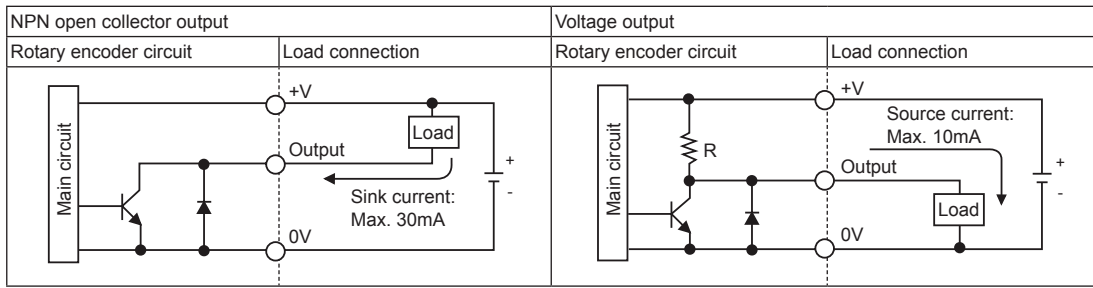 NPN open collector output
Voltage output
Rotary encoder circuit
Load connection
Rotary encoder circuit
Load connection
Main circuit
+V
Load
Output
Sink current:
Max. 30mA
+
-
0V
Main circuit
+V
Source current:
Max. 10mA
R
Output
Load
+
-
0V